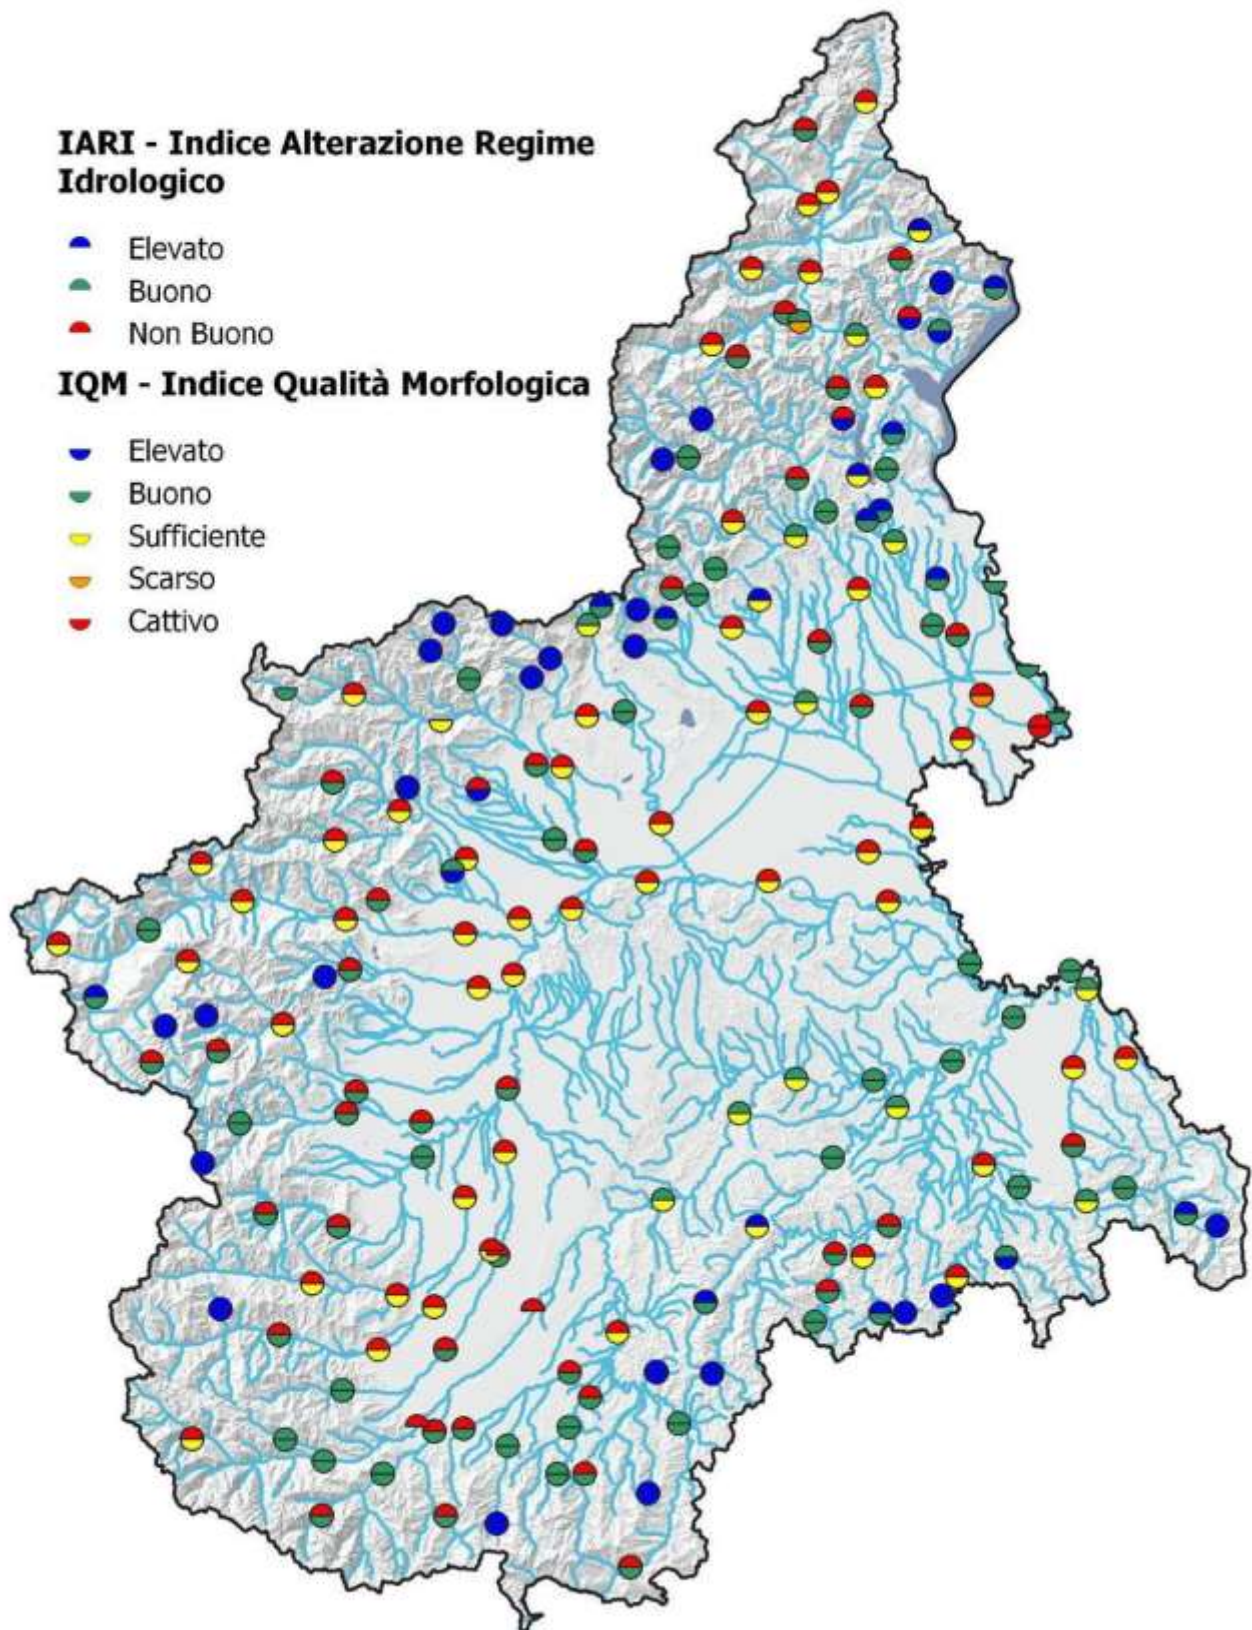 IARI - Indice Alterazione Regime
Idrologico
Elevato
Buono
Non Buono
IQM - Indice Qualità Morfologica
Elevato
Buono
Sufficiente
Scarso
Cattivo